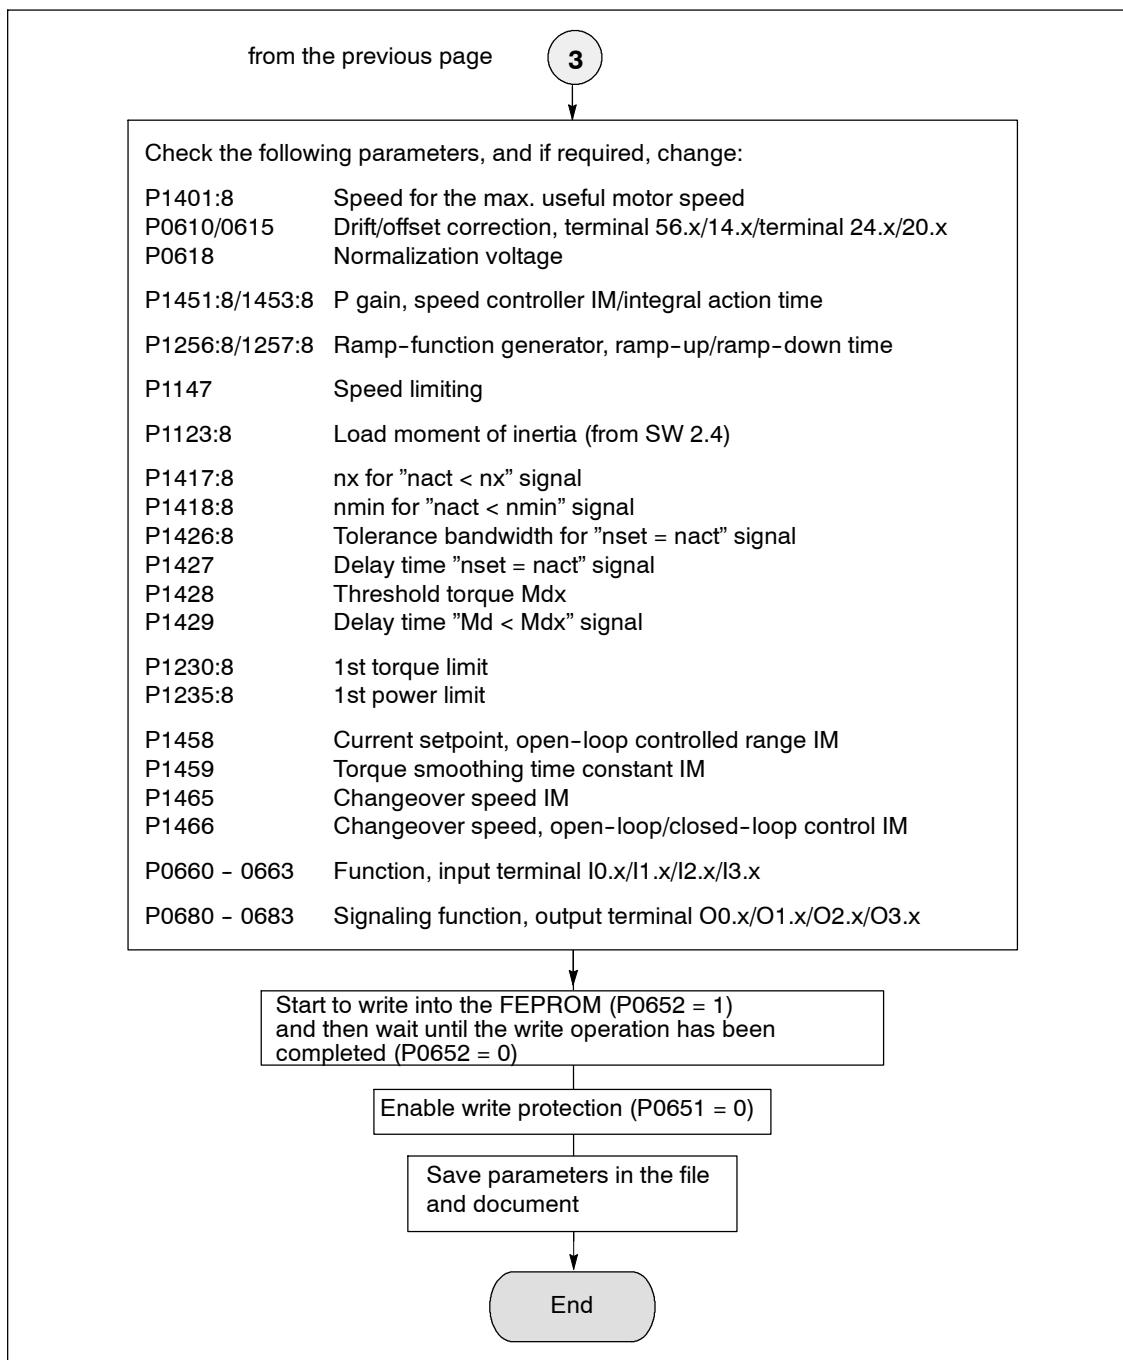 from the previous page 3
Check the following parameters, and if required, change:
P1401:8 Speed for the max. useful motor speed
P0610/0615 Drift/offset correction, terminal 56.x/14.x/terminal 24.x/20.x
P0618 Normalization voltage
P1451:8/1453:8 P gain, speed controller IM/integral action time
P1256:8/1257:8 Ramp-function generator, ramp-up/ramp-down time
P1147 Speed limiting
P1123:8 Load moment of inertia (from SW 2.4)
P1417:8 nx for ”nact < nx” signal
P1418:8 nmin for ”nact < nmin” signal
P1426:8 Tolerance bandwidth for ”nset = nact” signal
P1427 Delay time ”nset = nact” signal
P1428 Threshold torque Mdx
P1429 Delay time ”Md < Mdx” signal
P1230:8 1st torque limit
P1235:8 1st power limit
P1458 Current setpoint, open-loop controlled range IM
P1459 Torque smoothing time constant IM
P1465 Changeover speed IM
P1466 Changeover speed, open-loop/closed-loop control IM
P0660 - 0663 Function, input terminal I0.x/I1.x/I2.x/I3.x
P0680 - 0683 Signaling function, output terminal O0.x/O1.x/O2.x/O3.x
Start to write into the FEPROM (P0652 = 1)
and then wait until the write operation has been
completed (P0652 = 0)
Enable write protection (P0651 = 0)
Save parameters in the file
and document
End